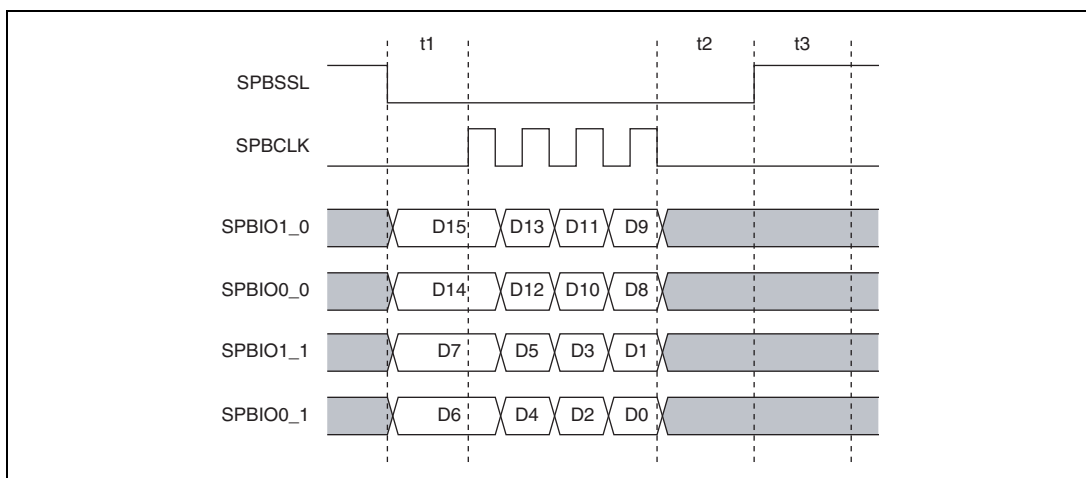 t1 t2 t3
SPBSSL
SPBCLK
SPBIO1_0 D15 D13 D11 D9
SPBIO0_0 D14 D12 D10 D8
SPBIO1_1 D7 D5 D3 D1
SPBIO0_1 D6 D4 D2 D0